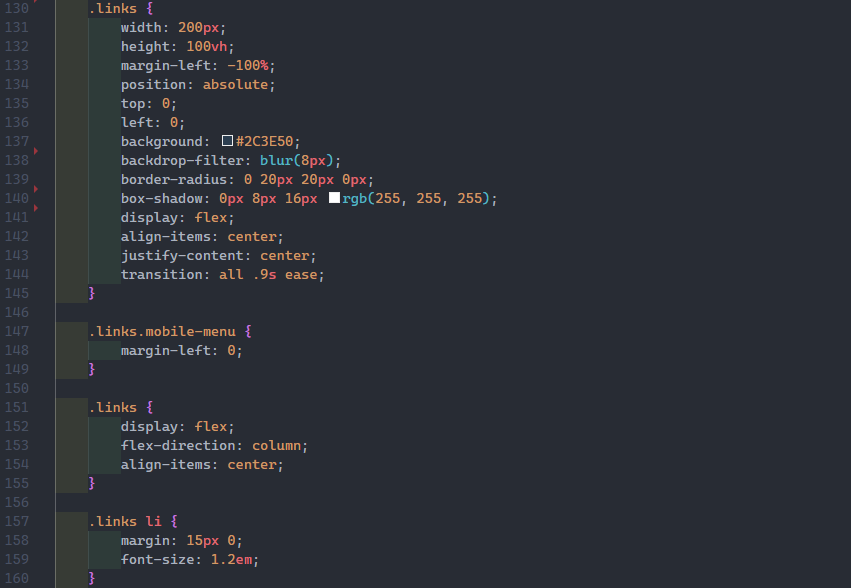 130 .links {
131 width: 200px;
132 height: 100vh;
133 margin-left: -100%;
134 position: absolute;
135 top: 0;
136 left: 0;
137 background: #2C3E50;
138 backdrop-filter: blur(8px);
139 border-radius: 0 20px 20px 0px;
140 box-shadow: 0px 8px 16px rgb(255, 255, 255);
141 display: flex;
142 align-items: center;
143 justify-content: center;
144 transition: all .9s ease;
145 }
146
147 .links.mobile-menu {
148 margin-left: 0;
149 }
150
151 .links {
152 display: flex;
153 flex-direction: column;
154 align-items: center;
155 }
156
157 .links li {
158 margin: 15px 0;
159 font-size: 1.2em;
160 }